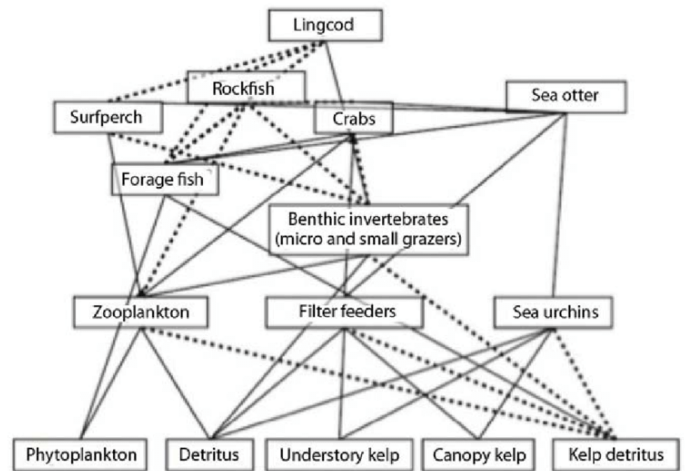 Lingcod
Rockfish
Sea otter
Surfperch
Crabs
Forage fish
Benthic invertebrates
(micro and small grazers)
Zooplankton
Filter feeders
Sea urchins
Phytoplankton
Detritus
Understory kelp
Canopy kelp
Kelp detritus